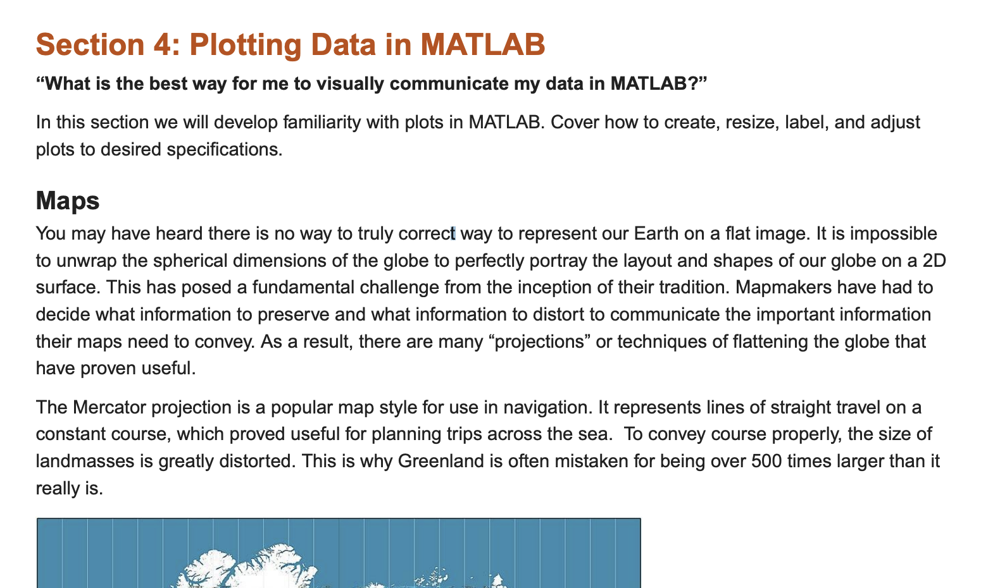 Section 4: Plotting Data in MATLAB
“What is the best way for me to visually communicate my data in MATLAB?”
In this section we will develop familiarity with plots in MATLAB. Cover how to create, resize, label, and adjust
plots to desired specifications.
Maps
You may have heard there is no way to truly correct way to represent our Earth on a flat image. It is impossible
to unwrap the spherical dimensions of the globe to perfectly portray the layout and shapes of our globe on a 2D
surface. This has posed a fundamental challenge from the inception of their tradition. Mapmakers have had to
decide what information to preserve and what information to distort to communicate the important information
their maps need to convey. As a result, there are many “projections” or techniques of flattening the globe that
have proven useful.
The Mercator projection is a popular map style for use in navigation. It represents lines of straight travel on a
constant course, which proved useful for planning trips across the sea.  To convey course properly, the size of
landmasses is greatly distorted. This is why Greenland is often mistaken for being over 500 times larger than it
really is.